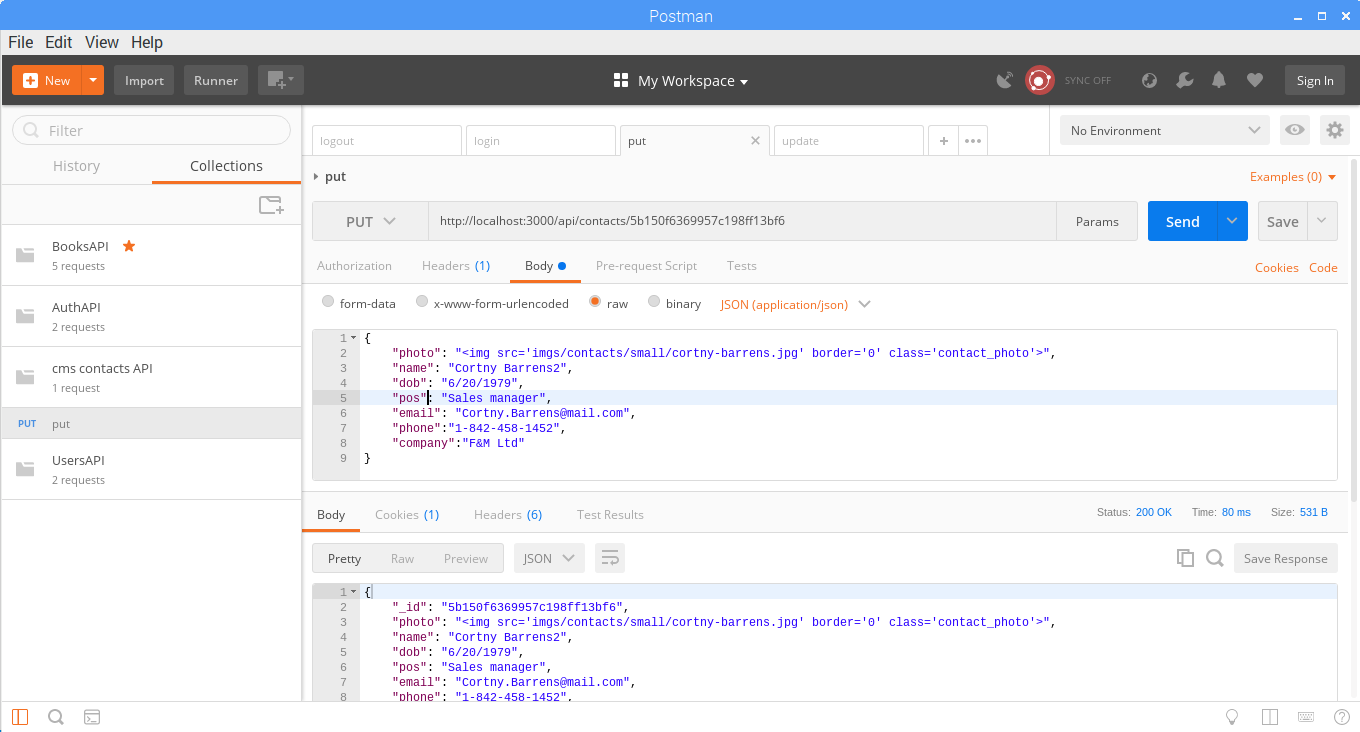 Postman
File Edit View Help
New Import Runner My Workspace SYNC OFF Sign In
Filter
History Collections
BooksAPI
5 requests
AuthAPI
2 requests
cms contacts API
1 request
PUT put
UsersAPI
2 requests
logout login put update + No Environment
put Examples (0)
PUT http://localhost:3000/api/contacts/5b150f6369957c198ff13bf6 Params Send Save
Authorization Headers (1) Body Pre-request Script Tests Cookies Code
form-data x-www-form-urlencoded raw binary JSON (application/json)
1 {
2 "photo": "<img src='imgs/contacts/small/cortny-barrens.jpg' border='0' class='contact_photo'>",
3 "name": "Cortny Barrens2",
4 "dob": "6/20/1979",
5 "pos": "Sales manager",
6 "email": "Cortny.Barrens@mail.com",
7 "phone":"1-842-458-1452",
8 "company":"F&M Ltd"
9 }
Body Cookies (1) Headers (6) Test Results Status: 200 OK Time: 80 ms Size: 531 B
Pretty Raw Preview JSON Save Response
1 {
2 "_id": "5b150f6369957c198ff13bf6",
3 "photo": "<img src='imgs/contacts/small/cortny-barrens.jpg' border='0' class='contact_photo'>",
4 "name": "Cortny Barrens2",
5 "dob": "6/20/1979",
6 "pos": "Sales manager",
7 "email": "Cortny.Barrens@mail.com",
8 "phone": "1-842-458-1452",